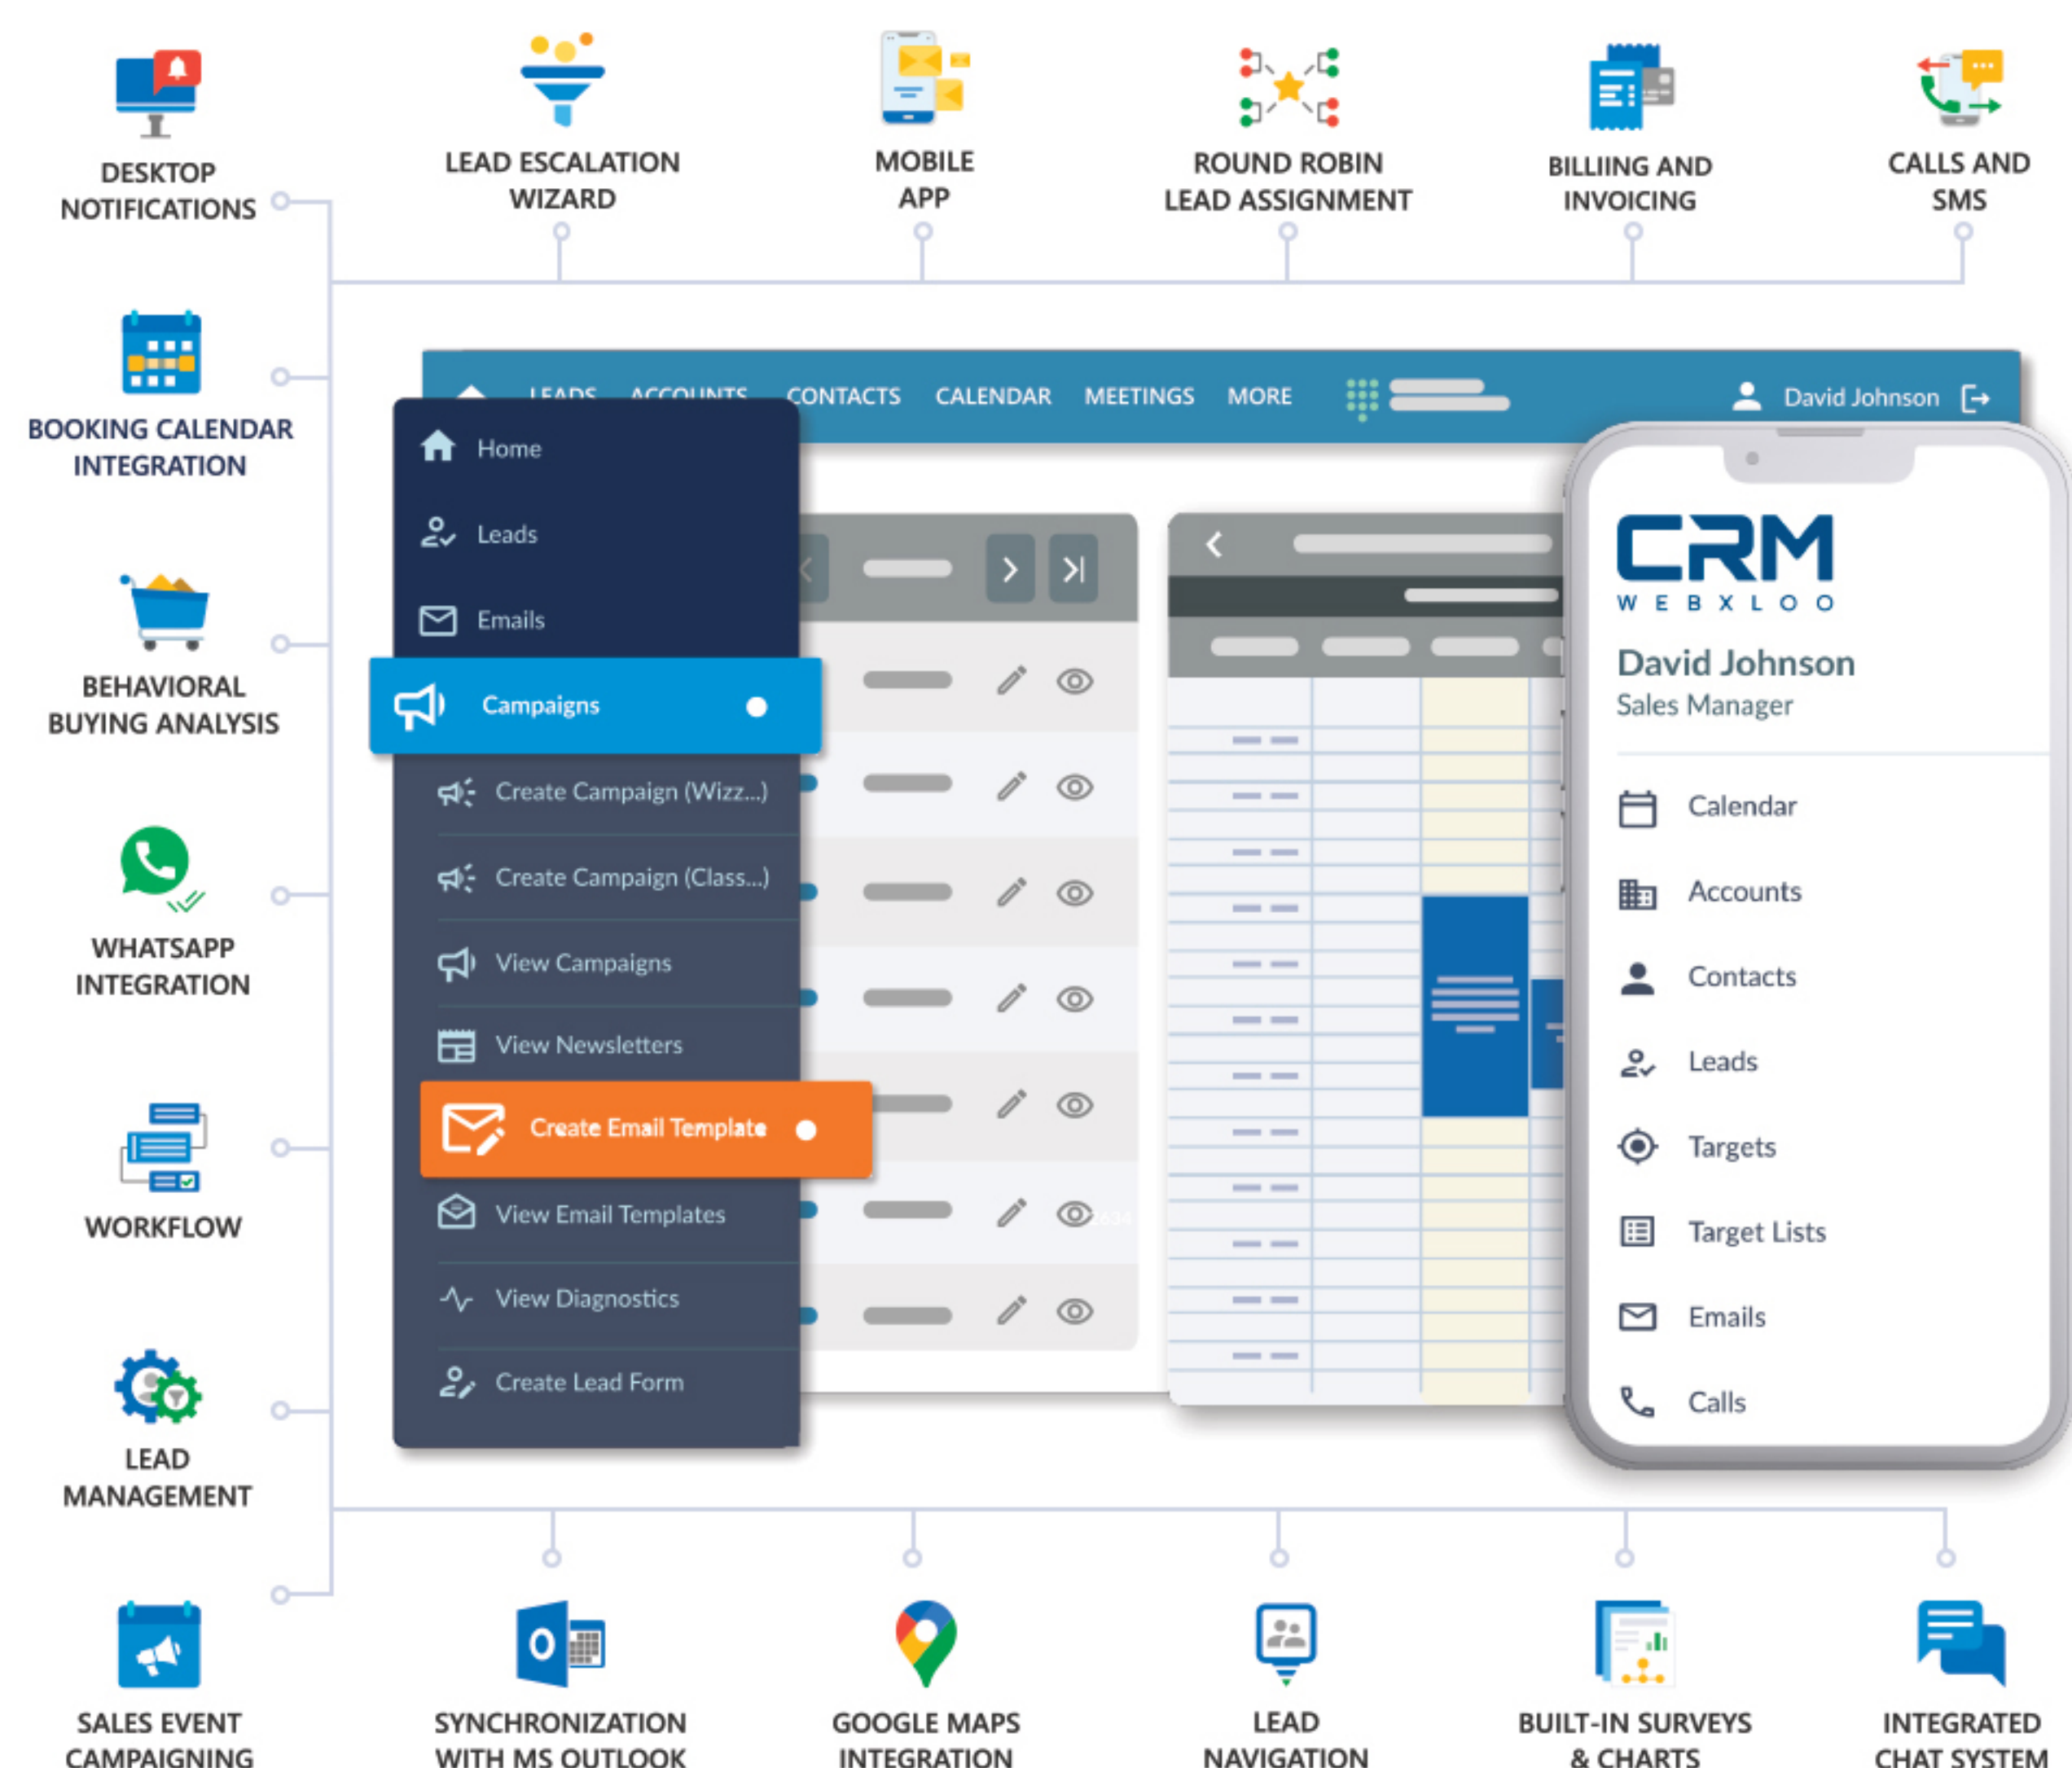 DESKTOP
NOTIFICATIONS
LEAD ESCALATION
WIZARD
MOBILE
APP
ROUND ROBIN
LEAD ASSIGNMENT
BILLIING AND
INVOICING
CALLS AND
SMS
BOOKING CALENDAR
INTEGRATION
BEHAVIORAL
BUYING ANALYSIS
WHATSAPP
INTEGRATION
WORKFLOW
LEAD
MANAGEMENT
SALES EVENT
CAMPAIGNING
LEADS ACCOUNTS CONTACTS CALENDAR MEETINGS MORE
David Johnson
Home
Leads
Emails
Campaigns
Create Campaign (Wizz...)
Create Campaign (Class...)
View Campaigns
View Newsletters
Create Email Template
View Email Templates
View Diagnostics
Create Lead Form
CRM
WEBXLOO
David Johnson
Sales Manager
Calendar
Accounts
Contacts
Leads
Targets
Target Lists
Emails
Calls
SYNCHRONIZATION
WITH MS OUTLOOK
GOOGLE MAPS
INTEGRATION
LEAD
NAVIGATION
BUILT-IN SURVEYS
& CHARTS
INTEGRATED
CHAT SYSTEM